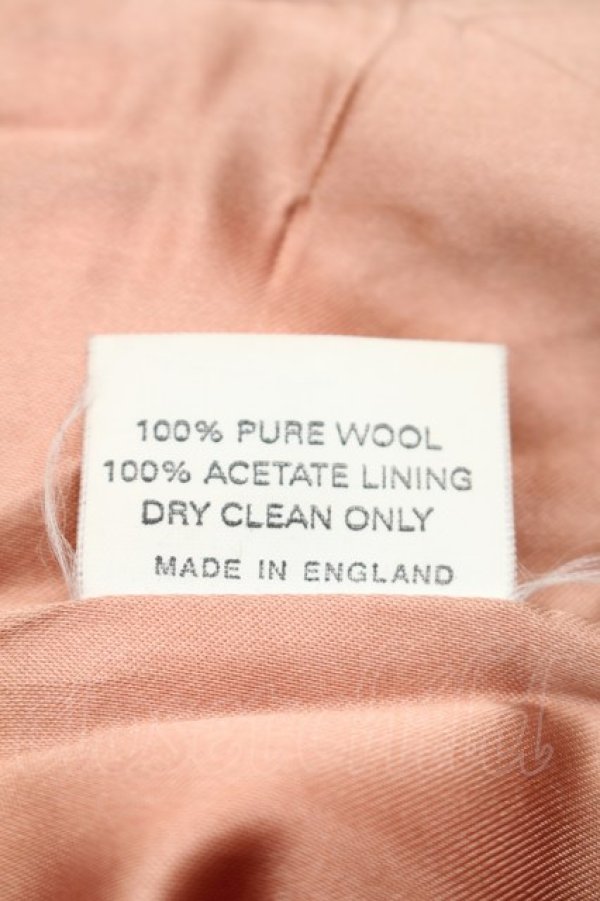 100% PURE WOOL
100% ACETATE LINING
DRY CLEAN ONLY
MADE IN ENGLAND